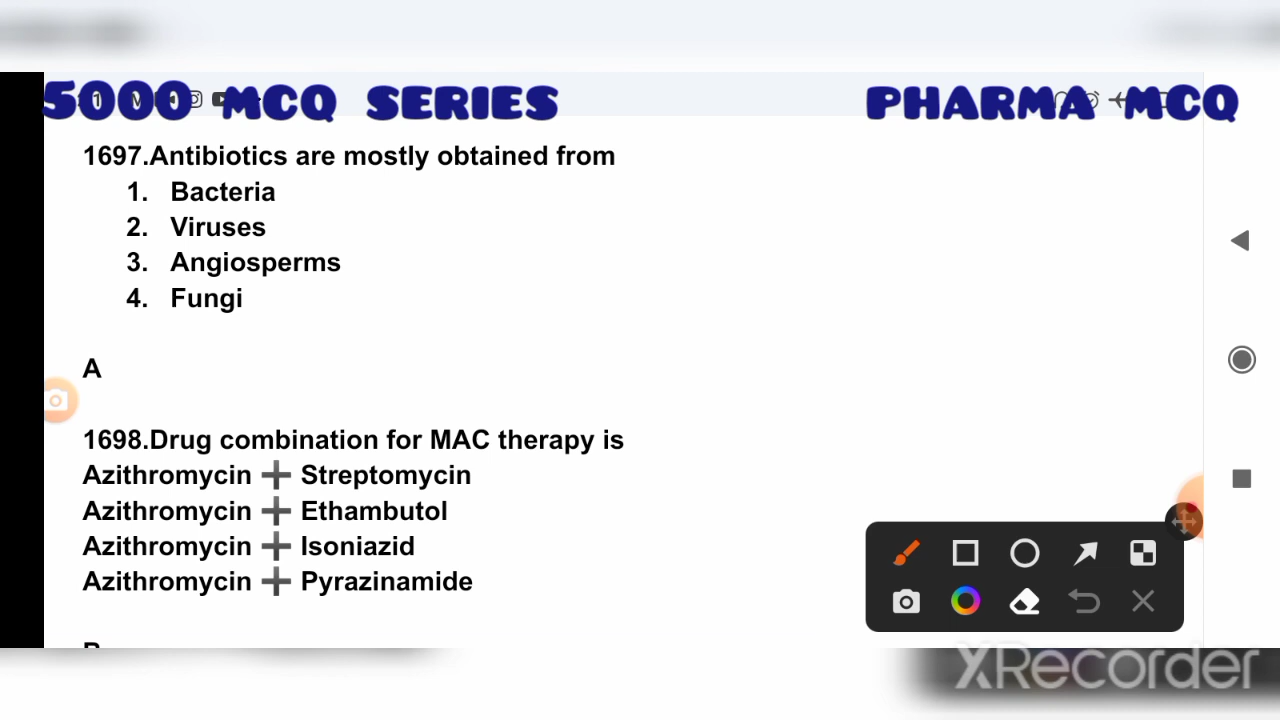 5000 MCQ SERIES
PHARMA MCQ
1697.Antibiotics are mostly obtained from
1. Bacteria
2. Viruses
3. Angiosperms
4. Fungi
A
1698.Drug combination for MAC therapy is
Azithromycin ➕ Streptomycin
Azithromycin ➕ Ethambutol
Azithromycin ➕ Isoniazid
Azithromycin ➕ Pyrazinamide
XRecorder